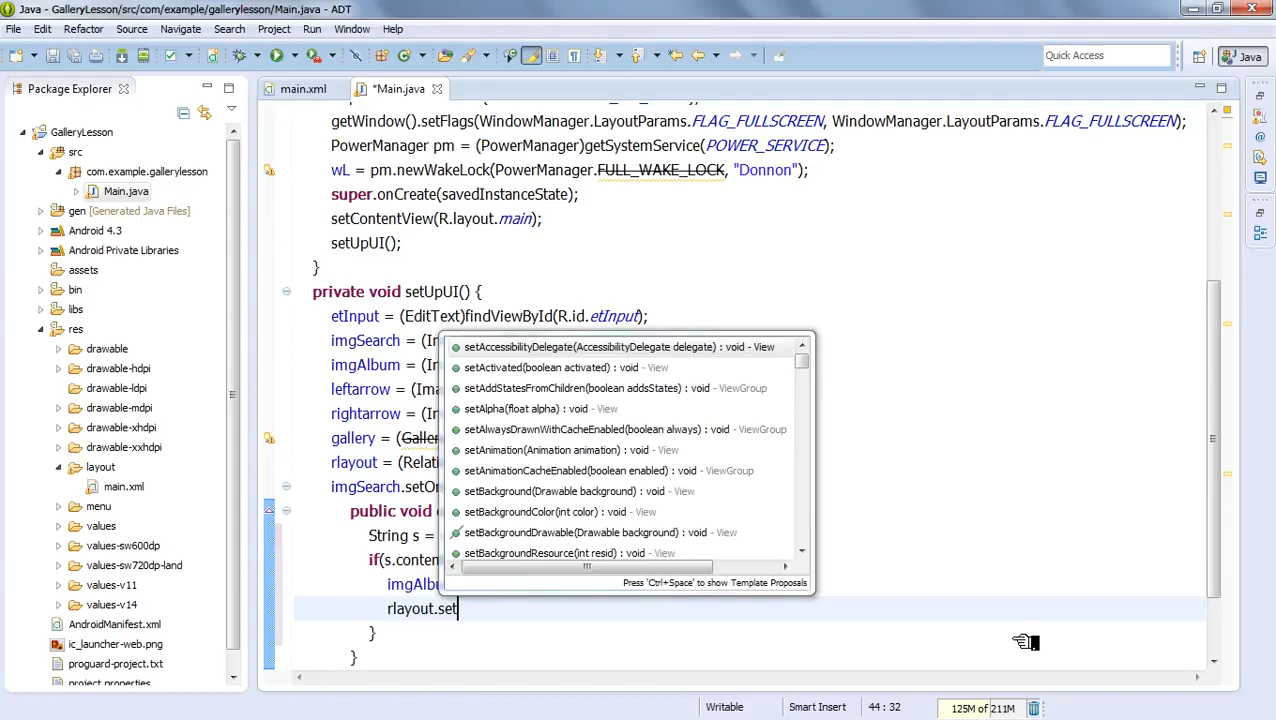 Java - GalleryLesson/src/com/example/gallerylesson/Main.java - ADT
File Edit Refactor Source Navigate Search Project Run Window Help
Quick Access
Java
Package Explorer
main.xml
*Main.java
GalleryLesson
src
com.example.gallerylesson
Main.java
gen [Generated Java Files]
Android 4.3
Android Private Libraries
assets
bin
libs
res
drawable
drawable-hdpi
drawable-ldpi
drawable-mdpi
drawable-xhdpi
drawable-xxhdpi
layout
main.xml
menu
values
values-sw600dp
values-sw720dp-land
values-v11
values-v14
AndroidManifest.xml
ic_launcher-web.png
proguard-project.txt
project.properties
getWindow().setFlags(WindowManager.LayoutParams.FLAG_FULLSCREEN, WindowManager.LayoutParams.FLAG_FULLSCREEN);
PowerManager pm = (PowerManager)getSystemService(POWER_SERVICE);
wL = pm.newWakeLock(PowerManager.FULL_WAKE_LOCK, "Donnon");
super.onCreate(savedInstanceState);
setContentView(R.layout.main);
setUpUI();
}
private void setUpUI() {
etInput = (EditText)findViewById(R.id.etInput);
imgSearch = (Im
imgAlbum = (Im
leftarrow = (Ima
rightarrow = (In
gallery = (Galler
rlayout = (Relati
imgSearch.setOr
public void
String s =
if(s.conten
imgAlbu
rlayout.set
}
}
setAccessibilityDelegate(AccessibilityDelegate delegate) : void - View
setActivated(boolean activated) : void - View
setAddStatesFromChildren(boolean addsStates) : void - ViewGroup
setAlpha(float alpha) : void - View
setAlwaysDrawnWithCacheEnabled(boolean always) : void - ViewGroup
setAnimation(Animation animation) : void - View
setAnimationCacheEnabled(boolean enabled) : void - ViewGroup
setBackground(Drawable background) : void - View
setBackgroundColor(int color) : void - View
setBackgroundDrawable(Drawable background) : void - View
setBackgroundResource(int resid) : void - View
Press 'Ctrl+Space' to show Template Proposals
Writable
Smart Insert
44 : 32
125M of 211M